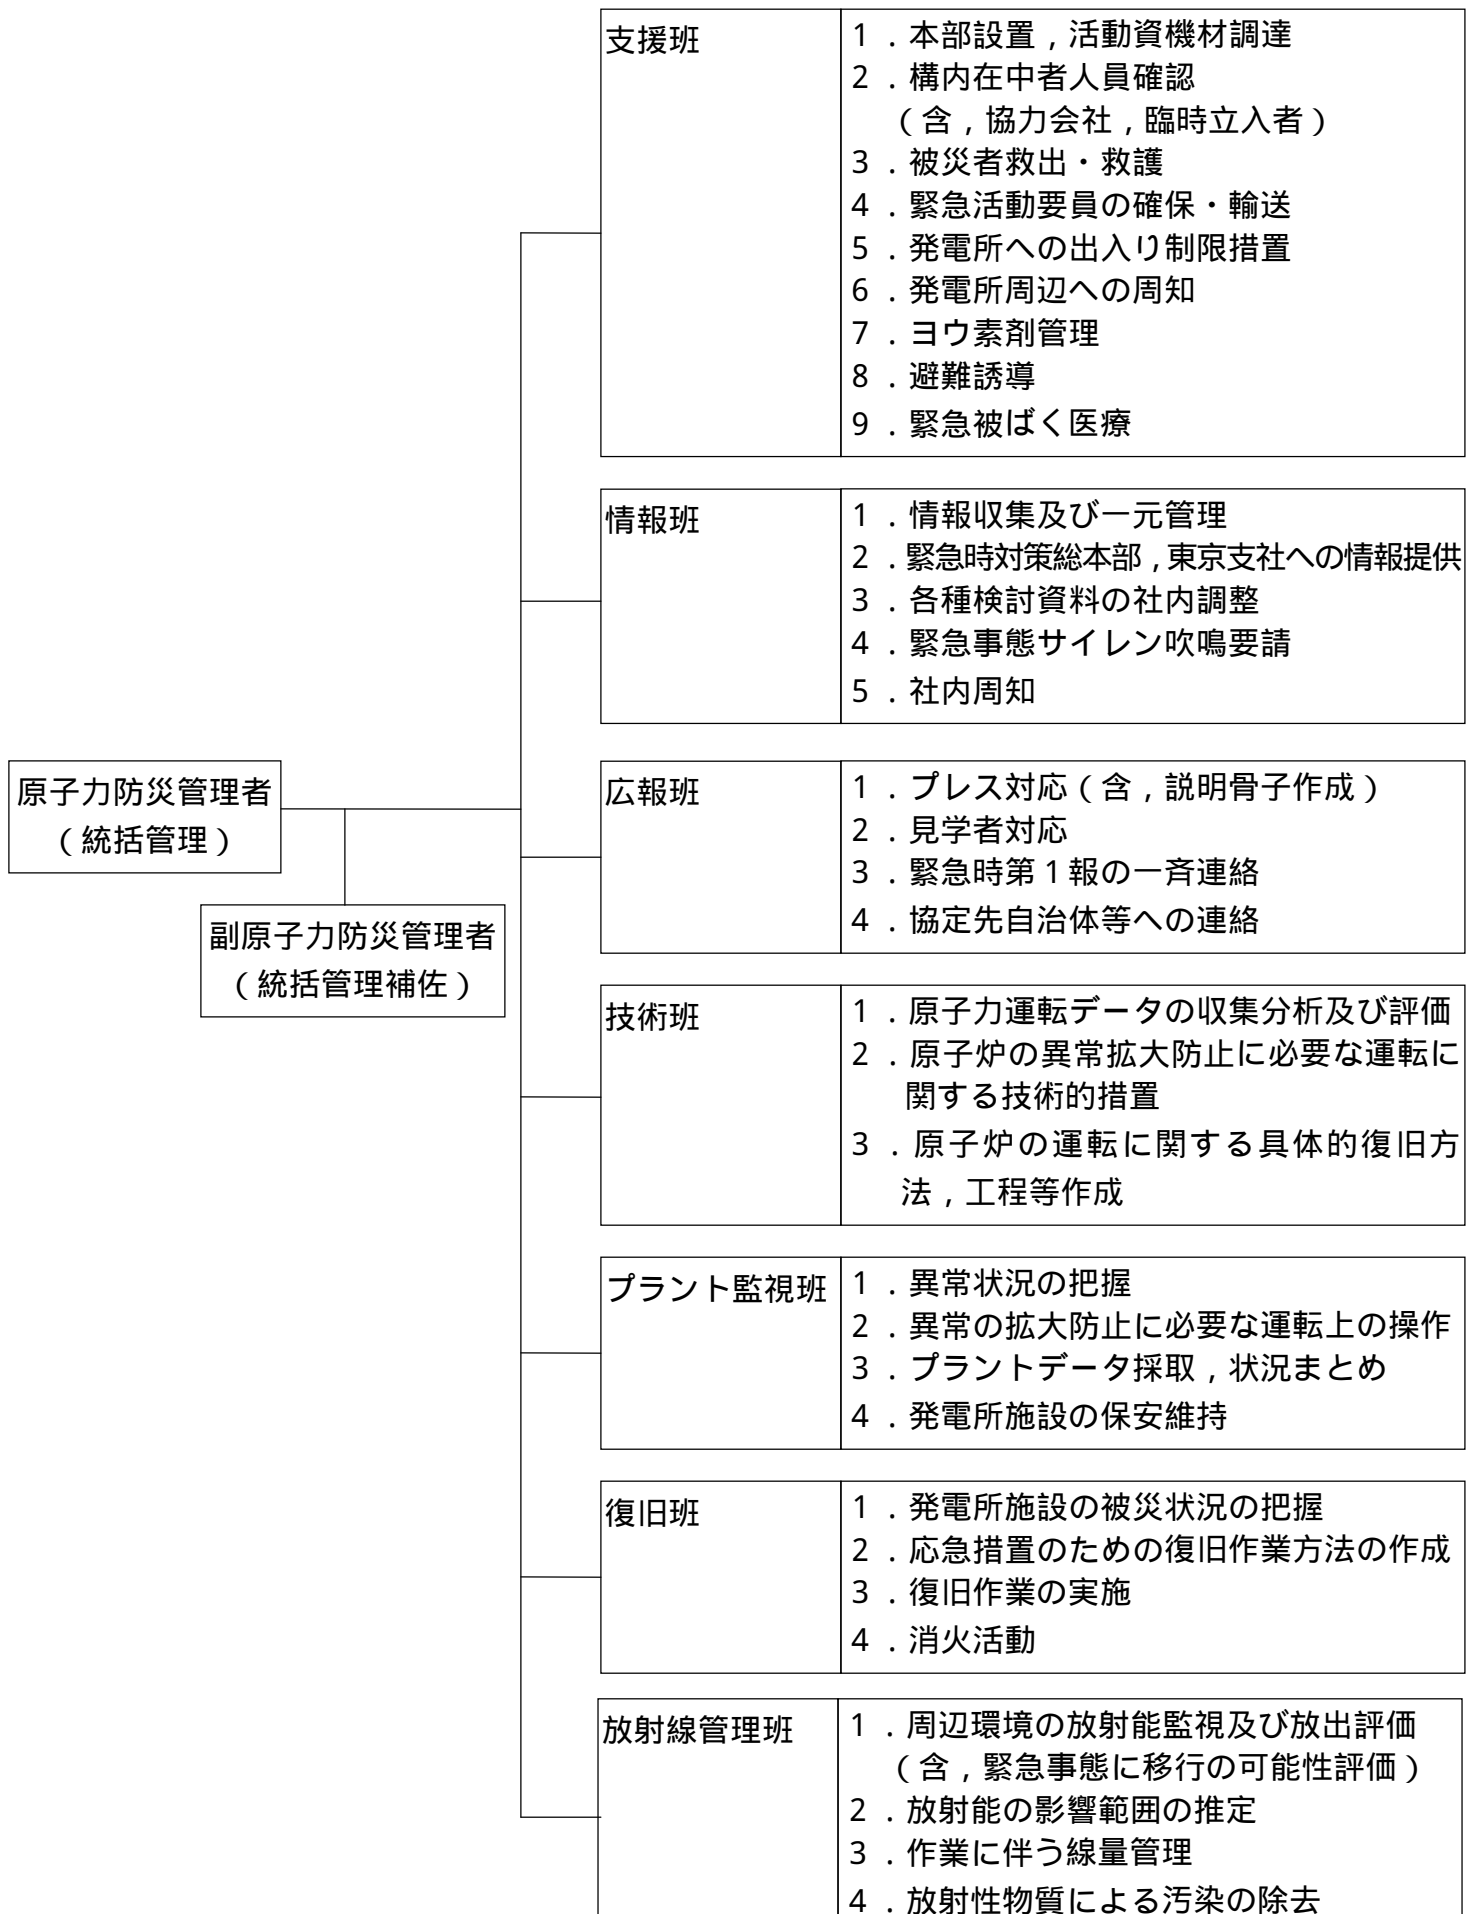 支援班
1．本部設置，活動資機材調達
2．構内在中者人員確認
（含，協力会社，臨時立入者）
3．被災者救出・救護
4．緊急活動要員の確保・輸送
5．発電所への出入り制限措置
6．発電所周辺への周知
7．ヨウ素剤管理
8．避難誘導
9．緊急被ばく医療
情報班
1．情報収集及び一元管理
2．緊急時対策総本部，東京支社への情報提供
3．各種検討資料の社内調整
4．緊急事態サイレン吹鳴要請
5．社内周知
原子力防災管理者
（統括管理）
副原子力防災管理者
（統括管理補佐）
広報班
1．プレス対応（含，説明骨子作成）
2．見学者対応
3．緊急時第1報の一斉連絡
4．協定先自治体等への連絡
技術班
1．原子力運転データの収集分析及び評価
2．原子炉の異常拡大防止に必要な運転に
関する技術的措置
3．原子炉の運転に関する具体的復旧方
法，工程等作成
プラント監視班
1．異常状況の把握
2．異常の拡大防止に必要な運転上の操作
3．プラントデータ採取，状況まとめ
4．発電所施設の保安維持
復旧班
1．発電所施設の被災状況の把握
2．応急措置のための復旧作業方法の作成
3．復旧作業の実施
4．消火活動
放射線管理班
1．周辺環境の放射能監視及び放出評価
（含，緊急事態に移行の可能性評価）
2．放射能の影響範囲の推定
3．作業に伴う線量管理
4．放射性物質による汚染の除去